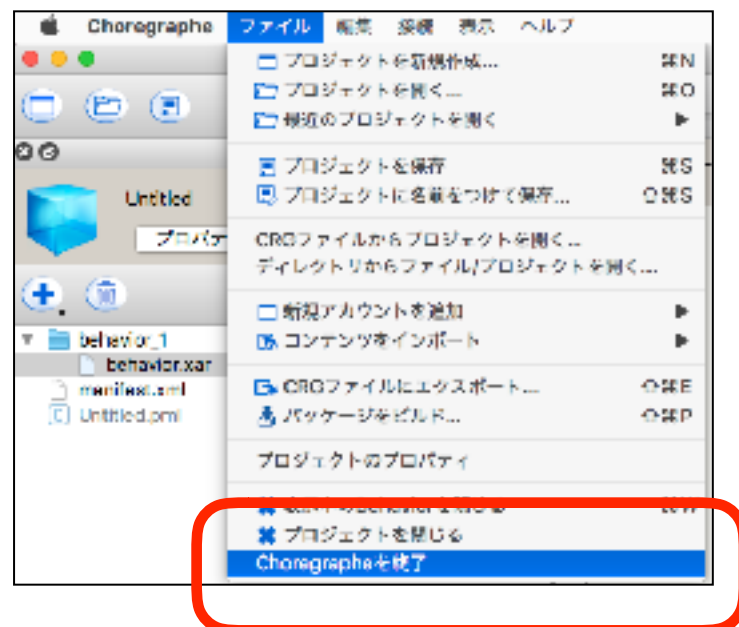 Choregraphe ファイル 編集 接続 表示 ヘルプ
プロジェクトを新規作成... ⌘N
プロジェクトを開く... ⌘O
最近のプロジェクトを開く ▶
プロジェクトを保存 ⌘S
Untitled
プロジェクトに名前をつけて保存... ⇧⌘S
プロパテ
CRGファイルからプロジェクトを開く...
ディレクトリからファイル/プロジェクトを開く...
新規アカウントを追加 ▶
behavior_1
コンテンツをインポート ▶
behavior.xar
manifest.xml
CRGファイルにエクスポート... ⇧⌘E
Untitled.pml
パッケージをビルド... ⇧⌘P
プロジェクトのプロパティ
プロジェクトを閉じる
Choregrapheを終了